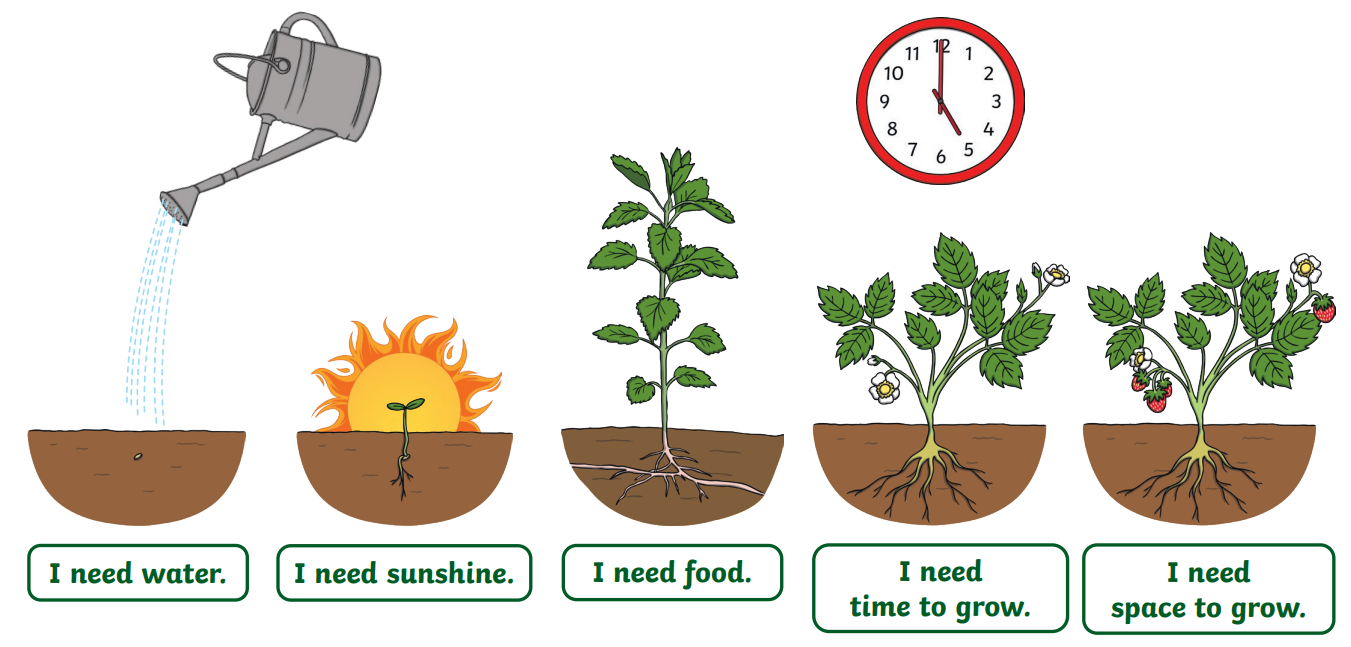 12
1
2
3
4
5
6
7
8
9
10
11
I need water.
I need sunshine.
I need food.
I need
time to grow.
I need
space to grow.